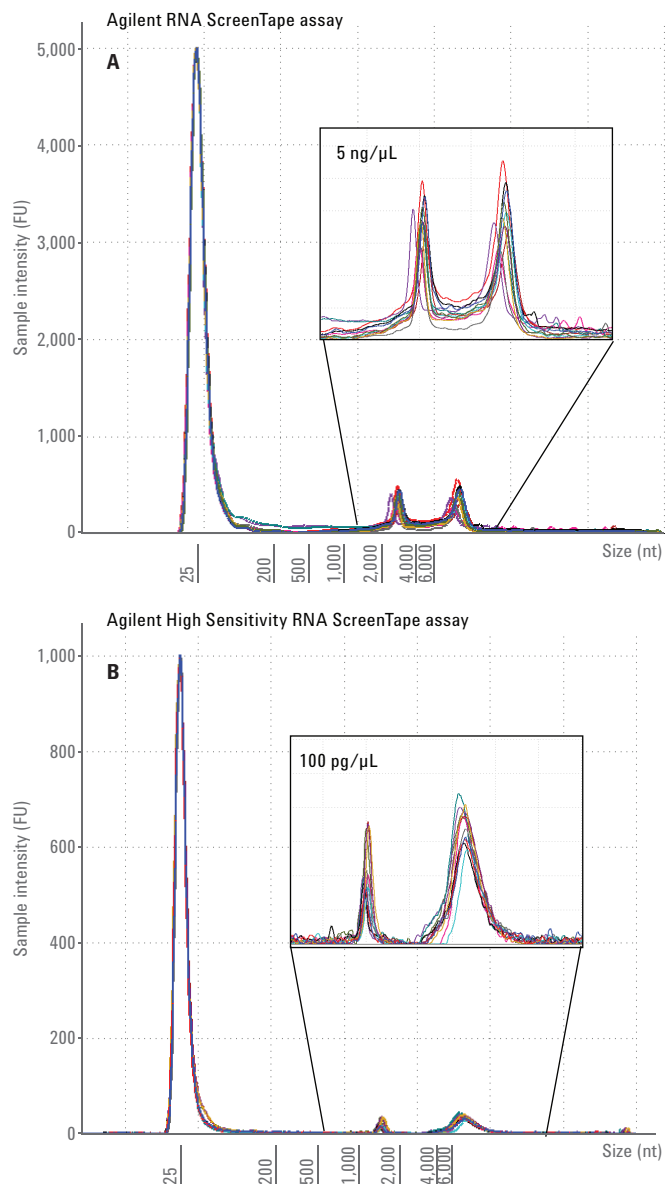 Agilent RNA ScreenTape assay
A
5,000
4,000
3,000
2,000
1,000
0
Sample intensity (FU)
5 ng/µL
Size (nt)
25
200
500
1,000
2,000
4,000
6,000
Agilent High Sensitivity RNA ScreenTape assay
B
1,000
800
600
400
200
0
Sample intensity (FU)
100 pg/µL
Size (nt)
25
200
500
1,000
2,000
4,000
6,000